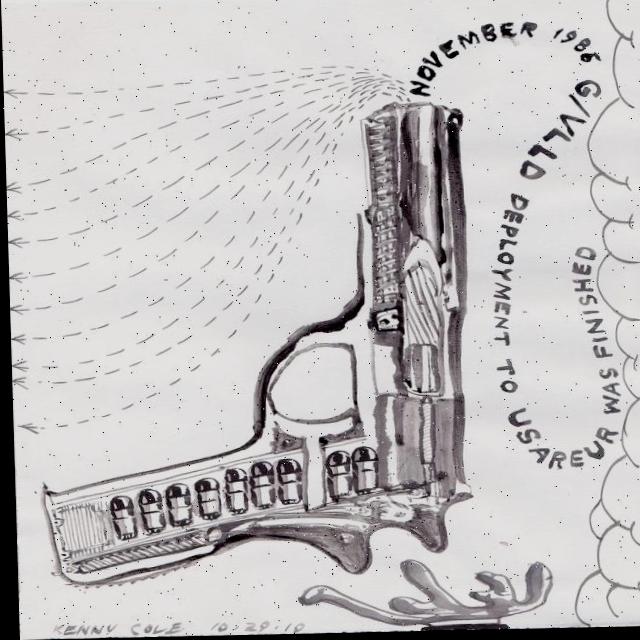 NOVEMBER 1986 G/VLLD DEPLOYMENT TO USAREUR WAS FINISHED
KENNY COLE 10:29:10